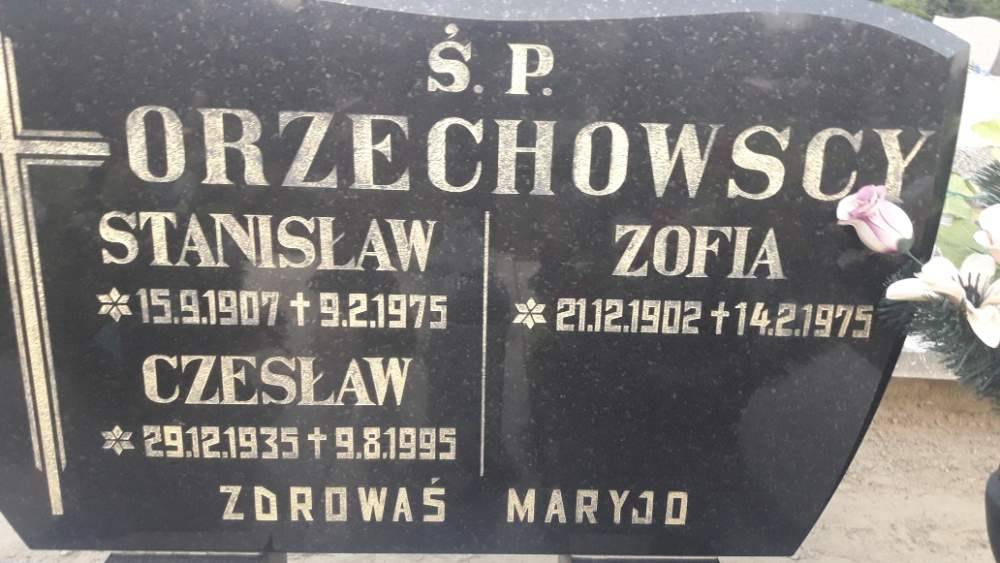 Ś. P.
ORZECHOWSCY
STANISŁAW
15.9.1907 † 9.2.1975
CZESŁAW
29.12.1935 † 9.8.1995
ZOFIA
21.12.1902 † 14.2.1975
ZDROWAŚ MARYJO